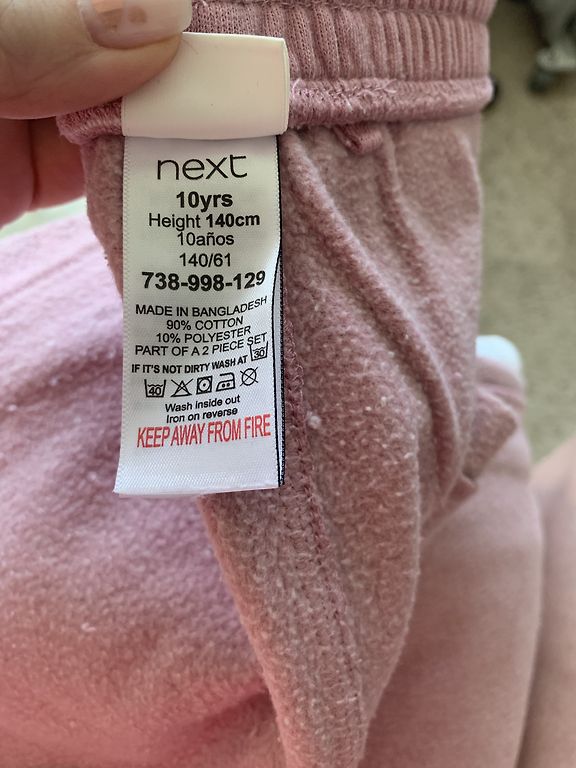 next
10yrs
Height 140cm
10años
140/61
738-998-129
MADE IN BANGLADESH
90% COTTON
10% POLYESTER
PART OF A 2 PIECE SET
IF IT'S NOT DIRTY WASH AT 30
40
Wash inside out
Iron on reverse
KEEP AWAY FROM FIRE